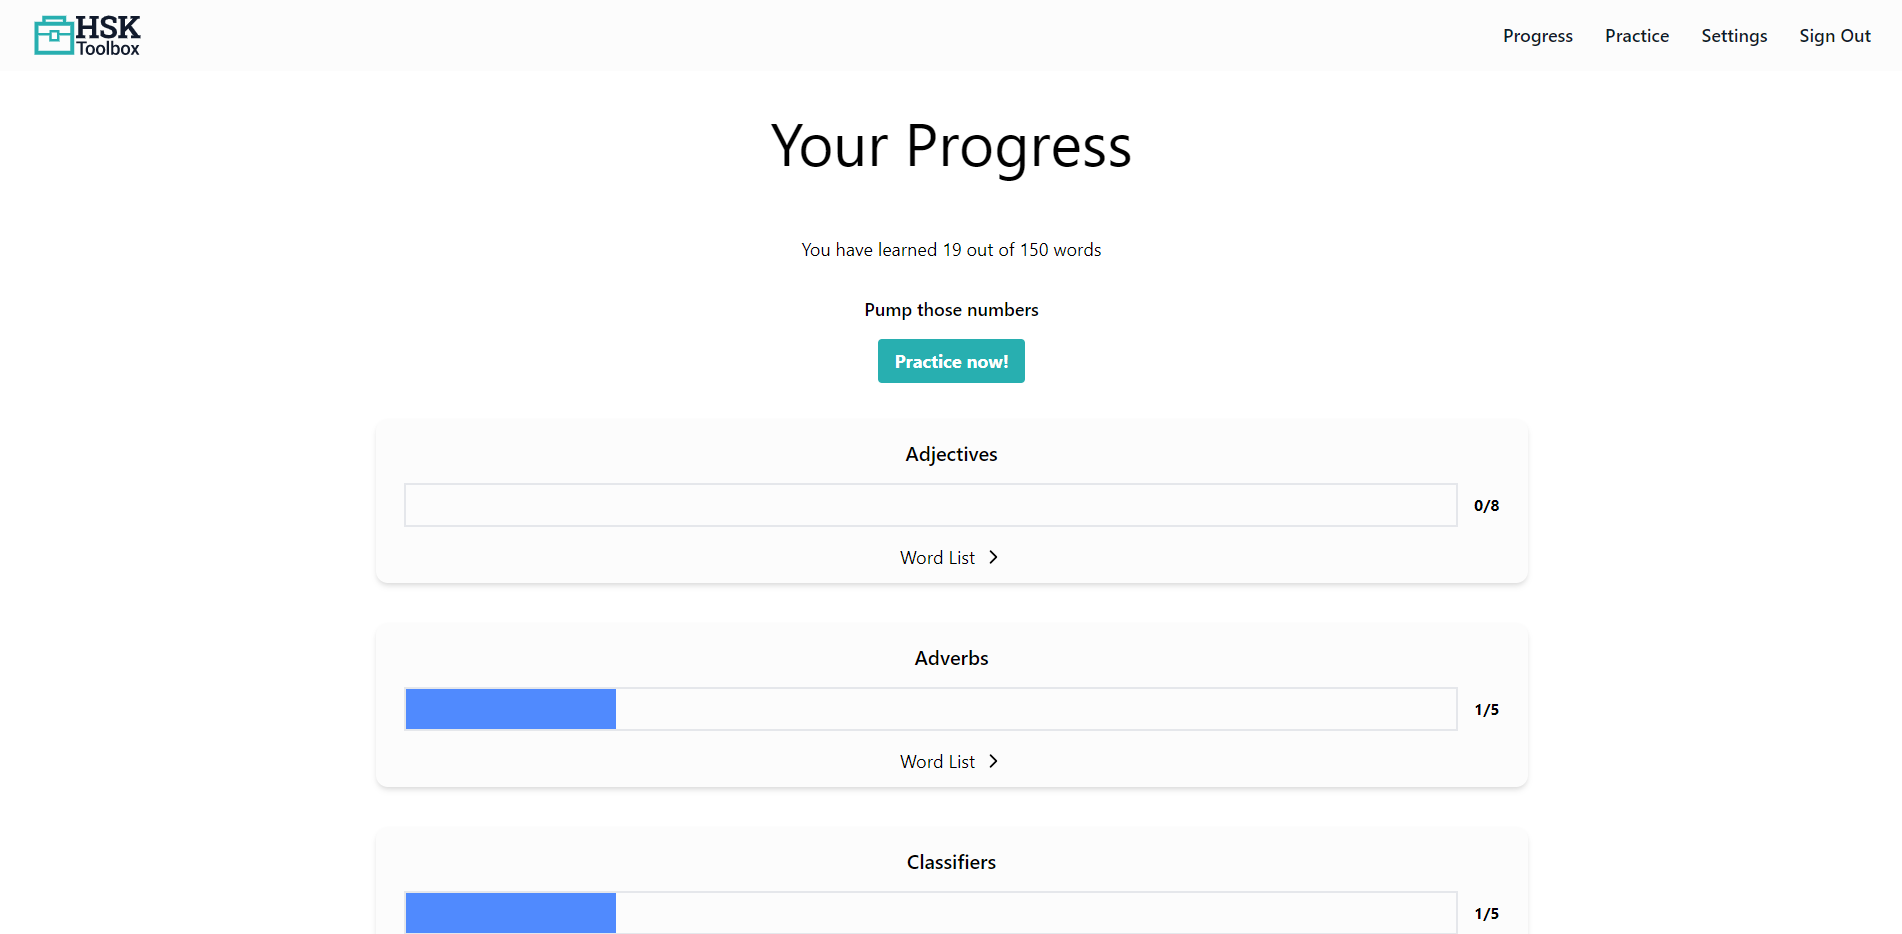 HSK
Toolbox
Progress Practice Settings Sign Out
Your Progress
You have learned 19 out of 150 words
Pump those numbers
Practice now!
Adjectives
0/8
Word List
Adverbs
1/5
Word List
Classifiers
1/5